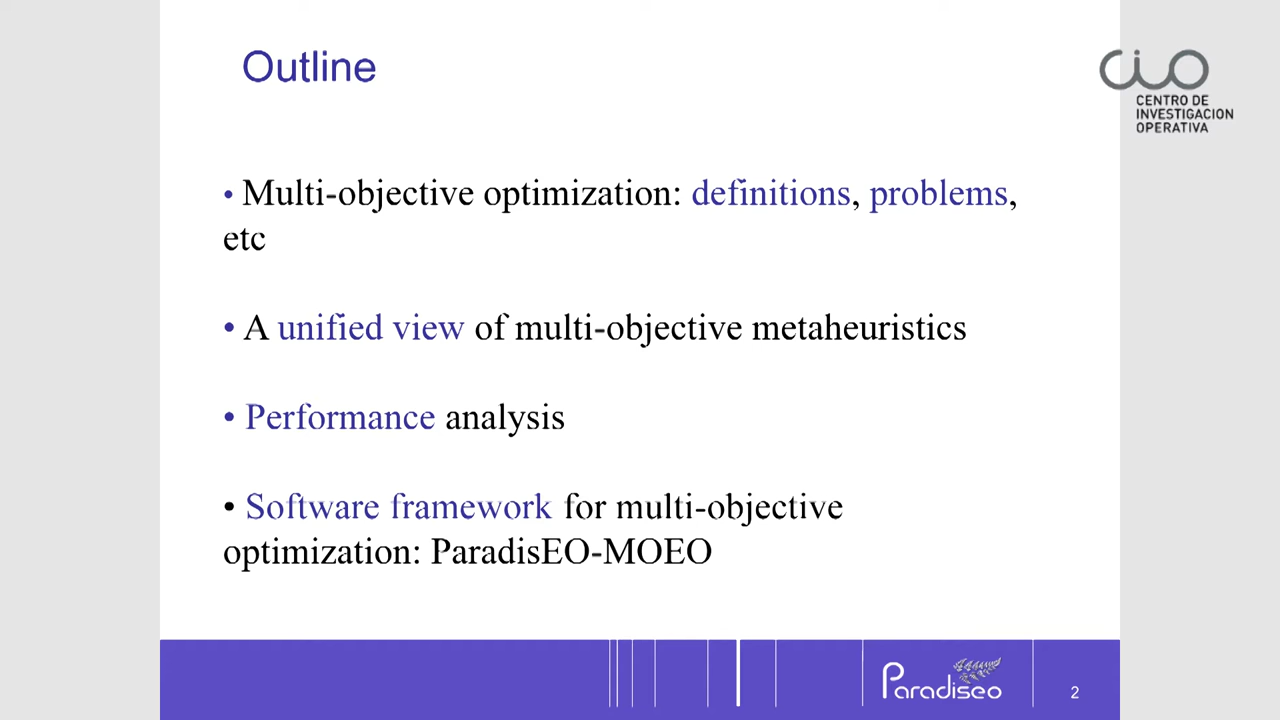 Outline
CIO
CENTRO DE
INVESTIGACION
OPERATIVA
• Multi-objective optimization: definitions, problems,
etc
• A unified view of multi-objective metaheuristics
• Performance analysis
• Software framework for multi-objective
optimization: ParadisEO-MOEO
Paradiseo
2